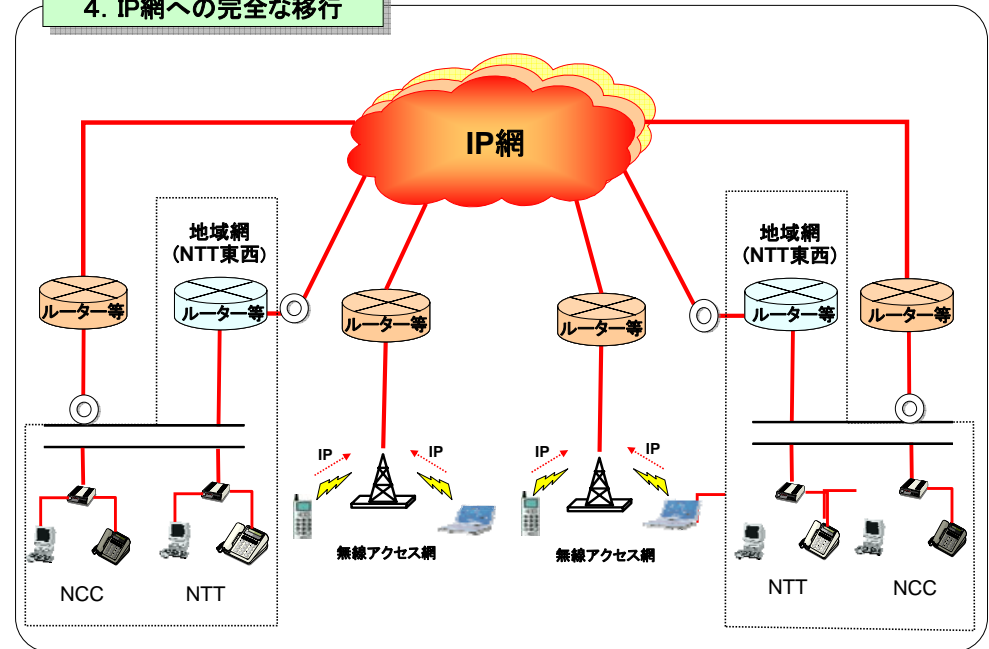 4. IP網への完全な移行
IP網
地域網
(NTT東西)
地域網
(NTT東西)
ルーター等
ルーター等
ルーター等
ルーター等
ルーター等
ルーター等
IP
IP
IP
IP
無線アクセス網
無線アクセス網
NCC
NTT
NTT
NCC